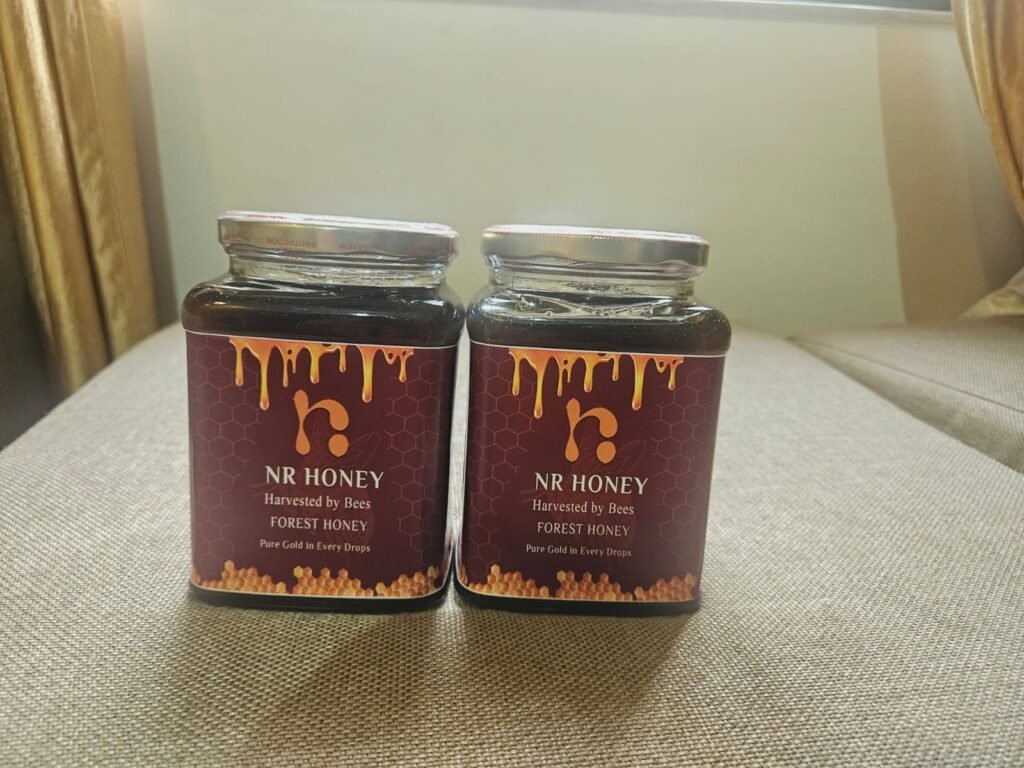 PROTECTION
NR HONEY
Harvested by Bees
FOREST HONEY
Pure Gold in Every Drops
NR HONEY
Harvested by Bees
FOREST HONEY
Pure Gold in Every Drops